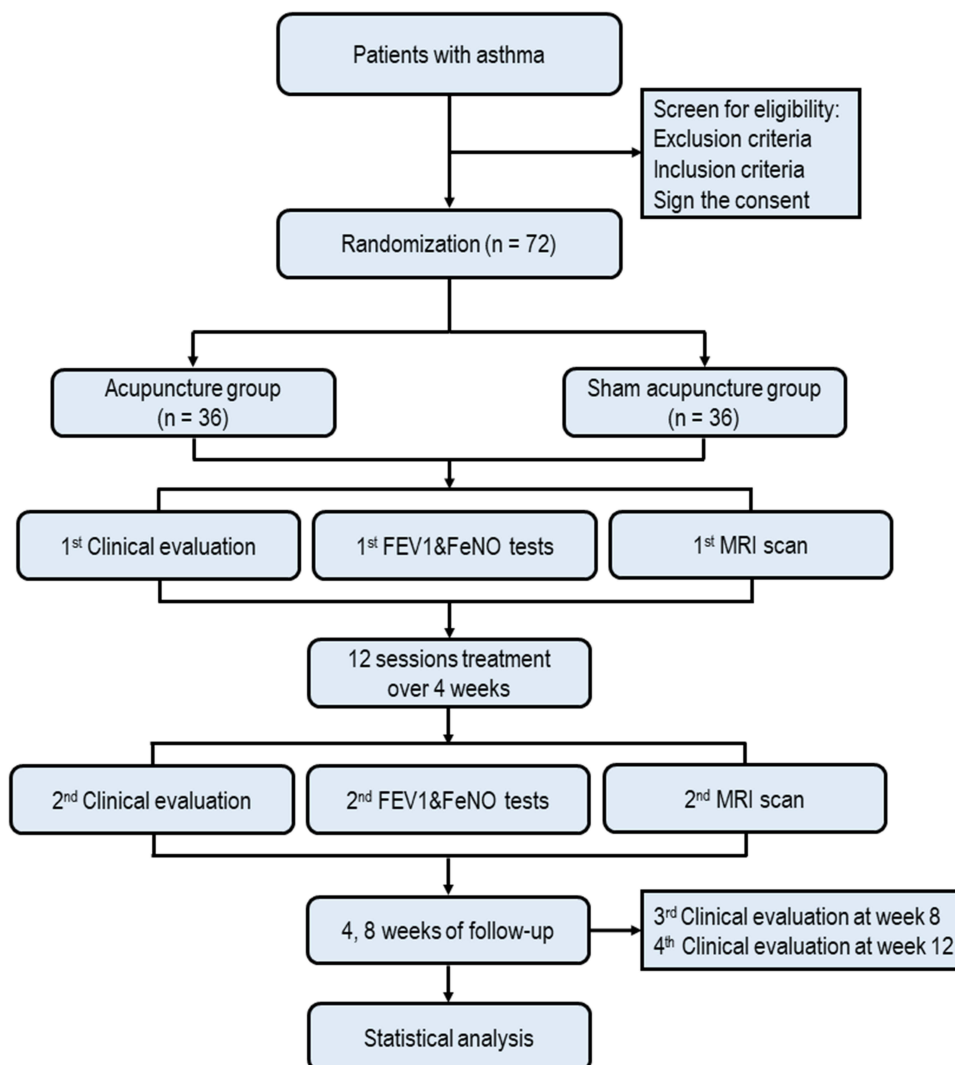 Patients with asthma
Screen for eligibility:
Exclusion criteria
Inclusion criteria
Sign the consent
Randomization (n = 72)
Acupuncture group
(n = 36)
Sham acupuncture group
(n = 36)
1st Clinical evaluation
1st FEV1&FeNO tests
1st MRI scan
12 sessions treatment
over 4 weeks
2nd Clinical evaluation
2nd FEV1&FeNO tests
2nd MRI scan
4, 8 weeks of follow-up
3rd Clinical evaluation at week 8
4th Clinical evaluation at week 12
Statistical analysis